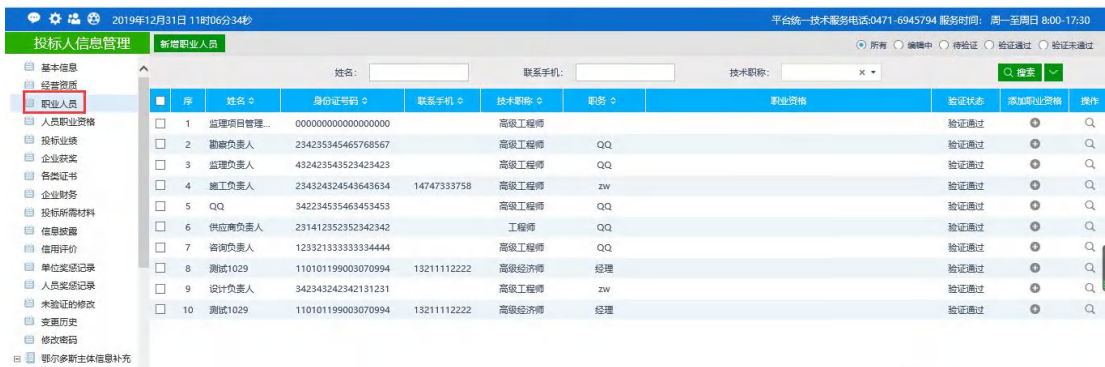 2019年12月31日 11时06分34秒 平台统一技术服务电话:0471-6945794 服务时间: 周一至周日 8:00-17:30
投标人信息管理 新增职业人员 所有 编辑中 待验证 验证通过 验证未通过
基本信息
经营资质
职业人员
人员职业资格
投标业绩
企业获奖
各类证书
企业财务
投标所需材料
信息披露
信用评价
单位奖惩记录
人员奖惩记录
未验证的修改
变更历史
修改密码
鄂尔多斯主体信息补充
姓名: 联系手机: 技术职称: 搜索
序 姓名 身份证号码 联系手机 技术职称 职务 职业资格 验证状态 添加职业资格 操作
1 监理项目管理... 000000000000000000 高级工程师 验证通过
2 勘察负责人 234235345465768567 高级工程师 QQ 验证通过
3 监理负责人 432423543523423423 高级工程师 QQ 验证通过
4 施工负责人 234324324543643634 14747333758 高级工程师 zw 验证通过
5 QQ 342234535463453453 高级工程师 QQ 验证通过
6 供应商负责人 231412352352342342 工程师 QQ 验证通过
7 咨询负责人 123321333333334444 高级工程师 QQ 验证通过
8 测试1029 110101199003070994 13211112222 高级经济师 经理 验证通过
9 设计负责人 342343242342131231 高级工程师 zw 验证通过
10 测试1029 110101199003070994 13211112222 高级经济师 经理 验证通过